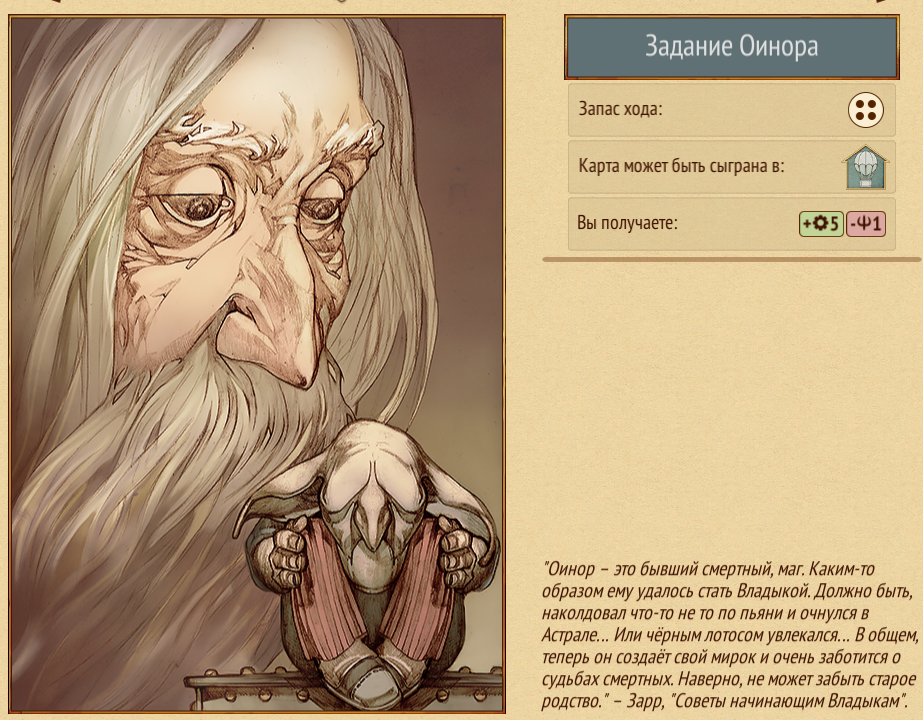 Задание Оинора
Запас хода:
Карта может быть сыграна в:
Вы получаете: +5 -1
"Оинор – это бывший смертный, маг. Каким-то
образом ему удалось стать Владыкой. Должно быть,
наколдовал что-то не то по пьяни и очнулся в
Астрале... Или чёрным лотосом увлекался... В общем,
теперь он создаёт свой мирок и очень заботится о
судьбах смертных. Наверно, не может забыть старое
родство." – Зарр, "Советы начинающим Владыкам".